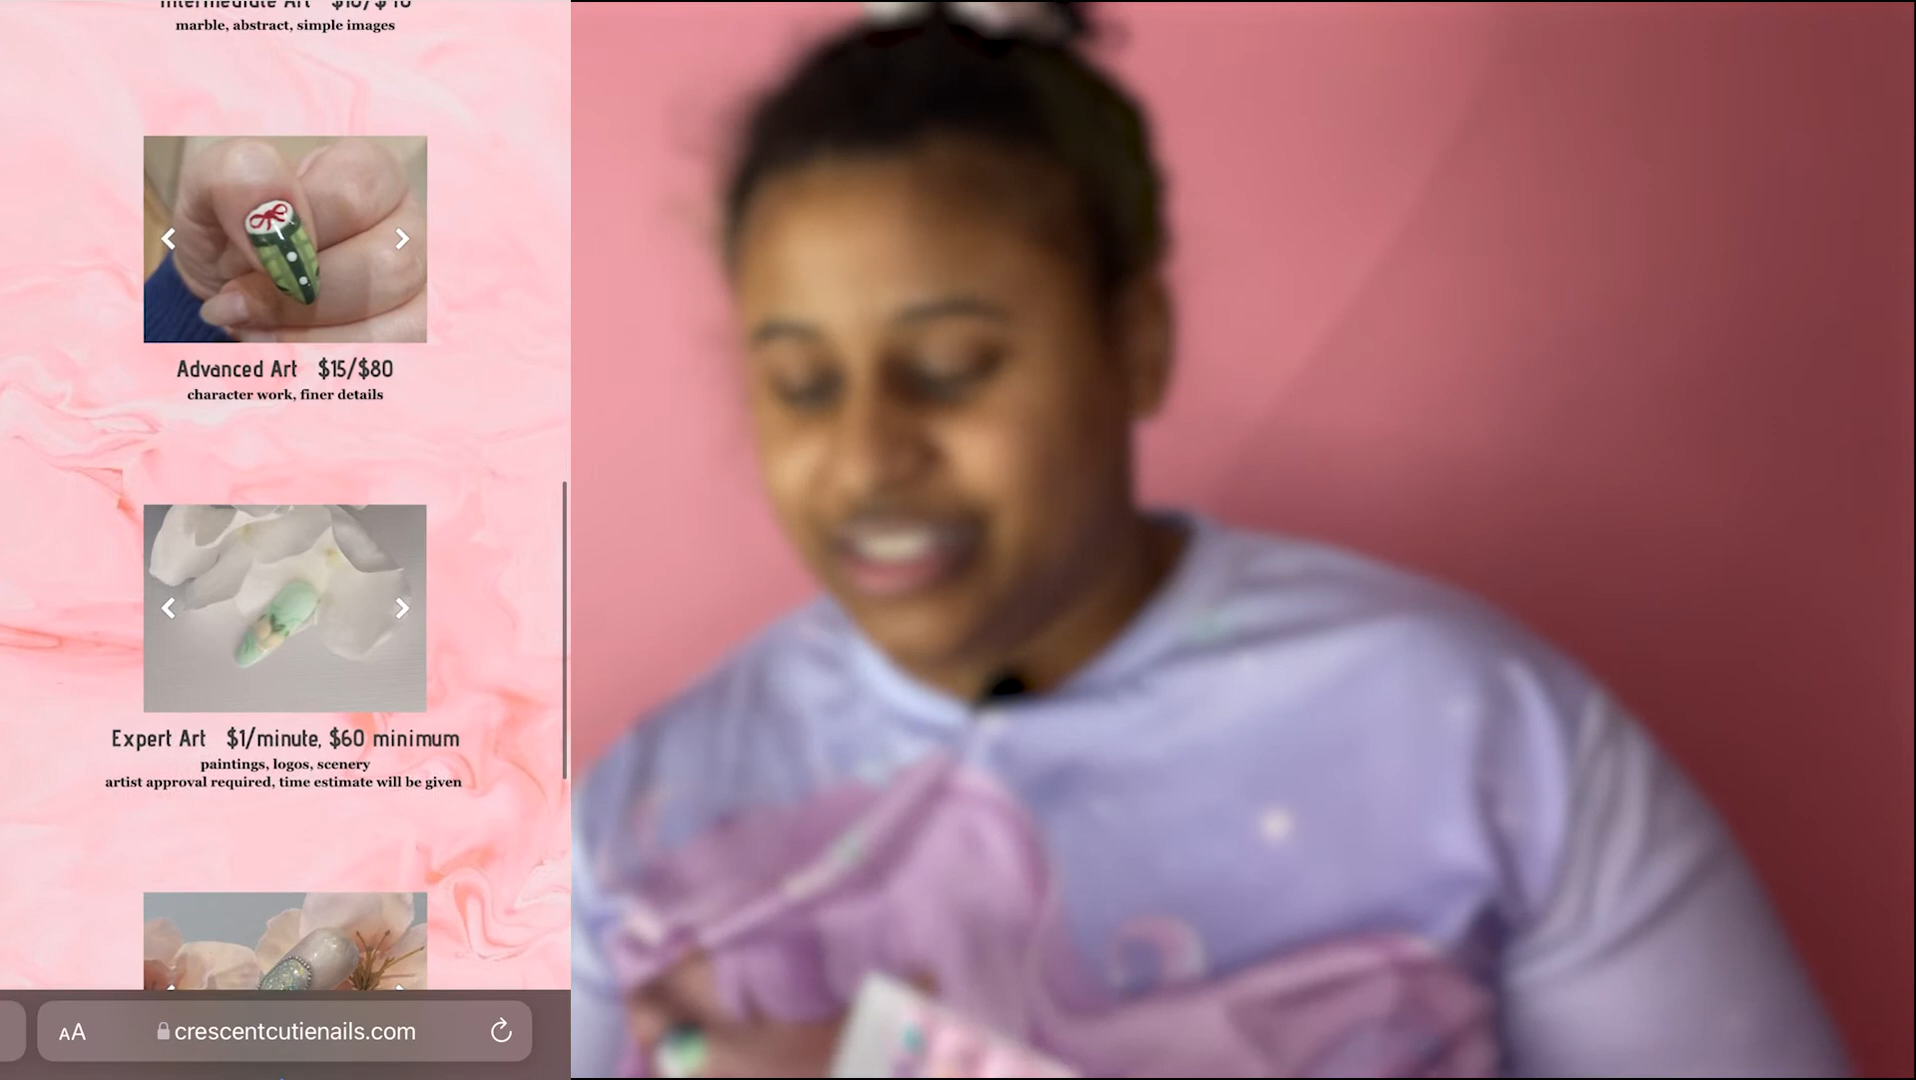 marble, abstract, simple images
Advanced Art $15/$80
character work, finer details
Expert Art $1/minute, $60 minimum
paintings, logos, scenery
artist approval required, time estimate will be given
AA
crescentcutienails.com